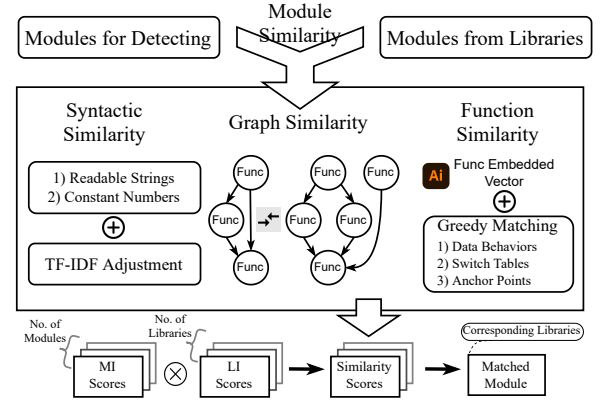 Module
Similarity
Modules for Detecting
Modules from Libraries
Syntactic
Similarity
1) Readable Strings
2) Constant Numbers
TF-IDF Adjustment
Graph Similarity
Func
Func
Func
Func
Func
Func
Func
Func
Function
Similarity
Ai
Func Embedded
Vector
Greedy Matching
1) Data Behaviors
2) Switch Tables
3) Anchor Points
No. of
Modules
MI
Scores
No. of
Libraries
LI
Scores
Similarity
Scores
Corresponding Libraries
Matched
Module